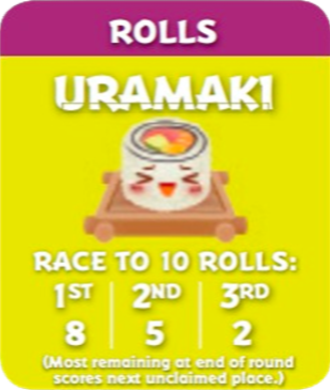 ROLLS
URAMAKI
RACE TO 10 ROLLS:
1ST 2ND 3RD
8 5 2
(Most remaining at end of round
scores next unclaimed place.)